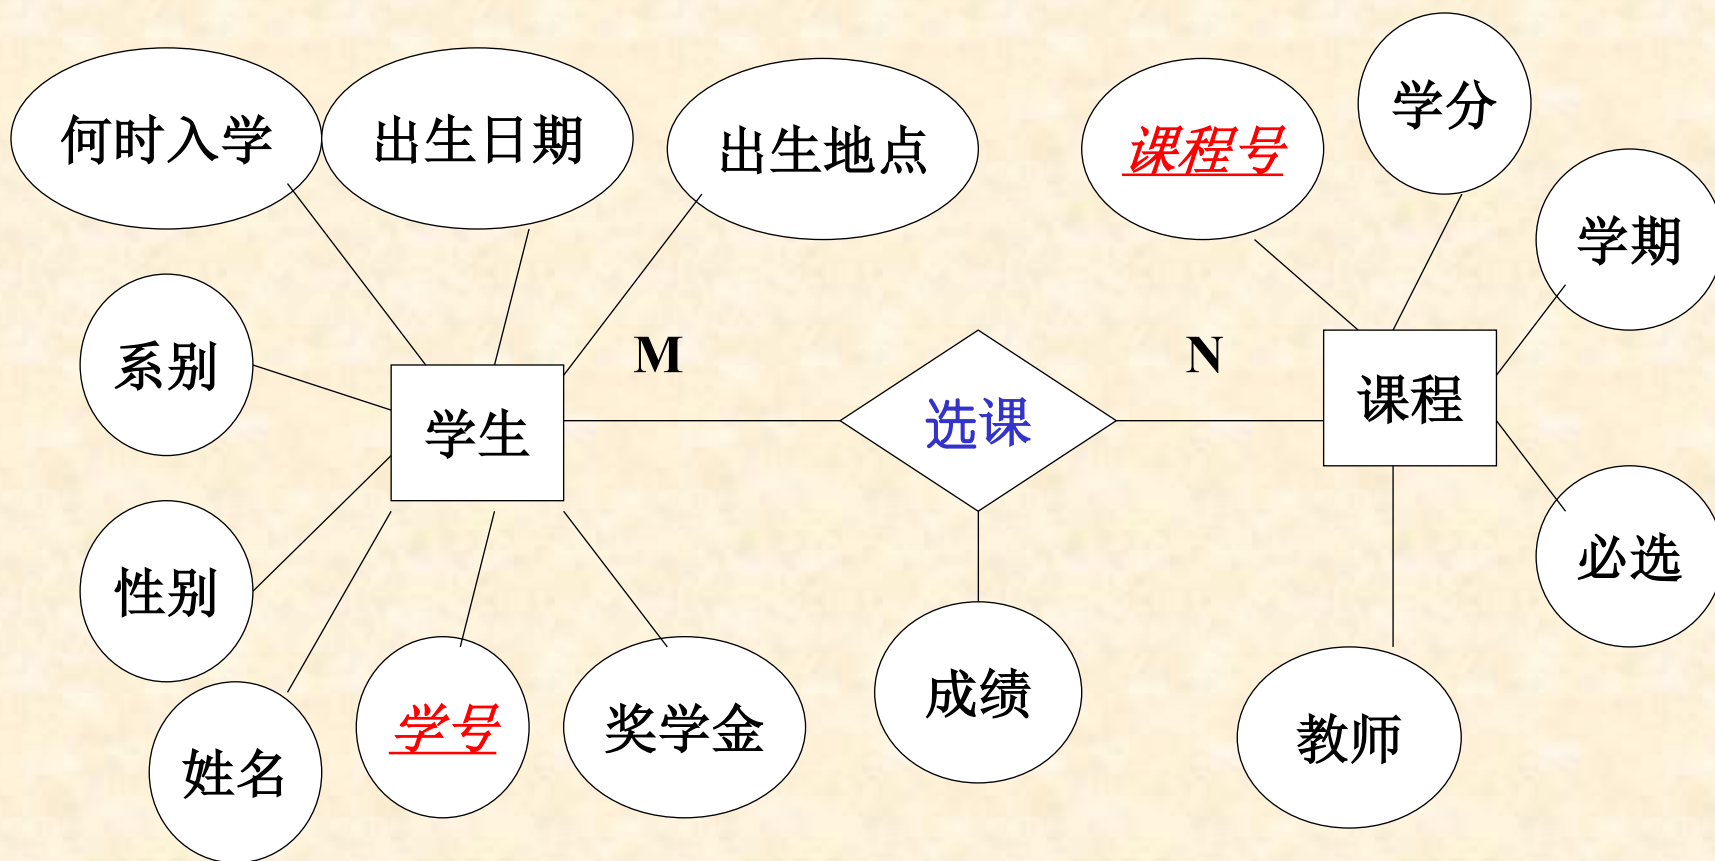 何时入学
出生日期
出生地点
课程号
学分
学期
系别
学生
M
选课
N
课程
性别
必选
姓名
学号
奖学金
成绩
教师